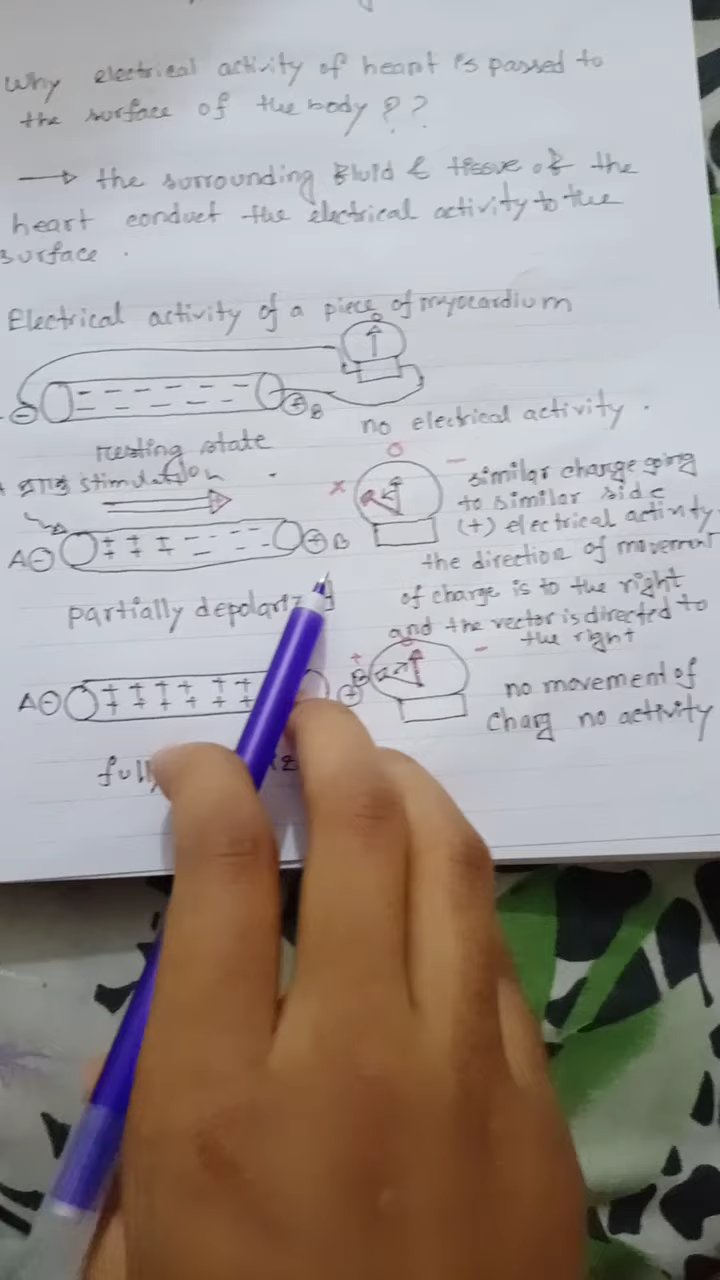 Why electrical activity of heart is passed to
the surface of the body ??
→ the surrounding fluid & tissue of the
heart conduct the electrical activity to the
surface .
Electrical activity of a piece of myocardium
0
- - - - - -
- - - - - -
⊖
⊕ B
no electrical activity .
resting state
stimulation
0
x
−
similar charge going
to similar side
(+) electrical activity.
A ⊖
+ + + - - -
+ + + - - -
⊕ B
the direction of movement
of charge is to the right
and the vector is directed to
the right
partially
A ⊖
+ + + + + +
+ + + + + +
⊕
+
−
no movement of
charg no activity